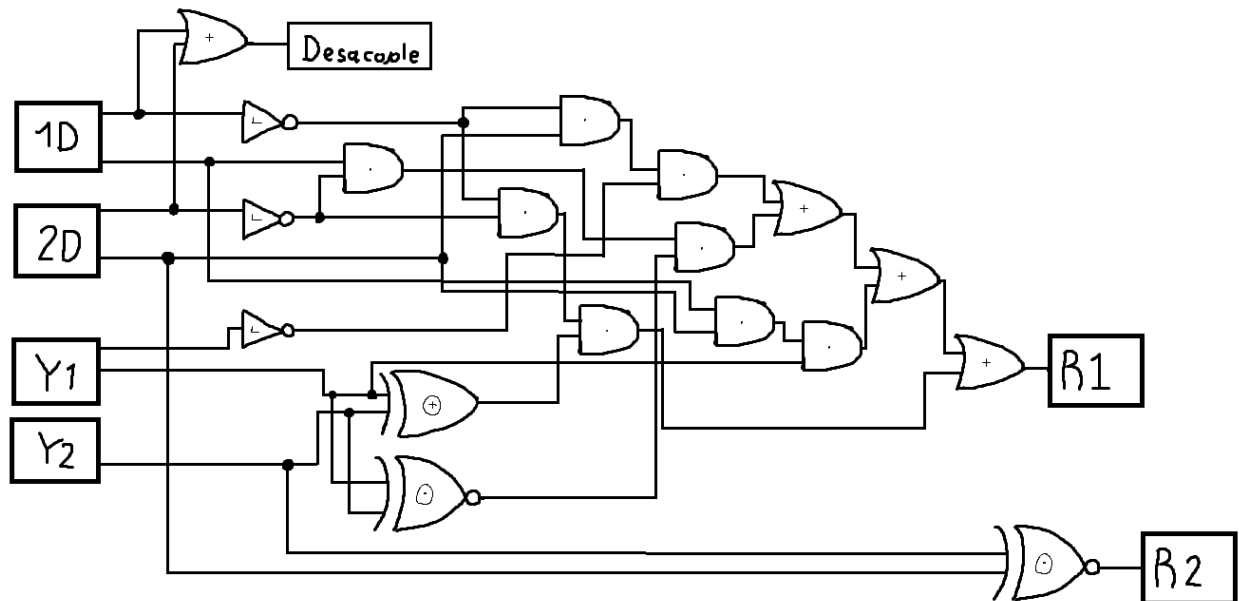 +
Desacople
1D
-
·
·
·
2D
-
·
·
+
+
·
·
·
-
Y1
+
Y2
+
R1
R2